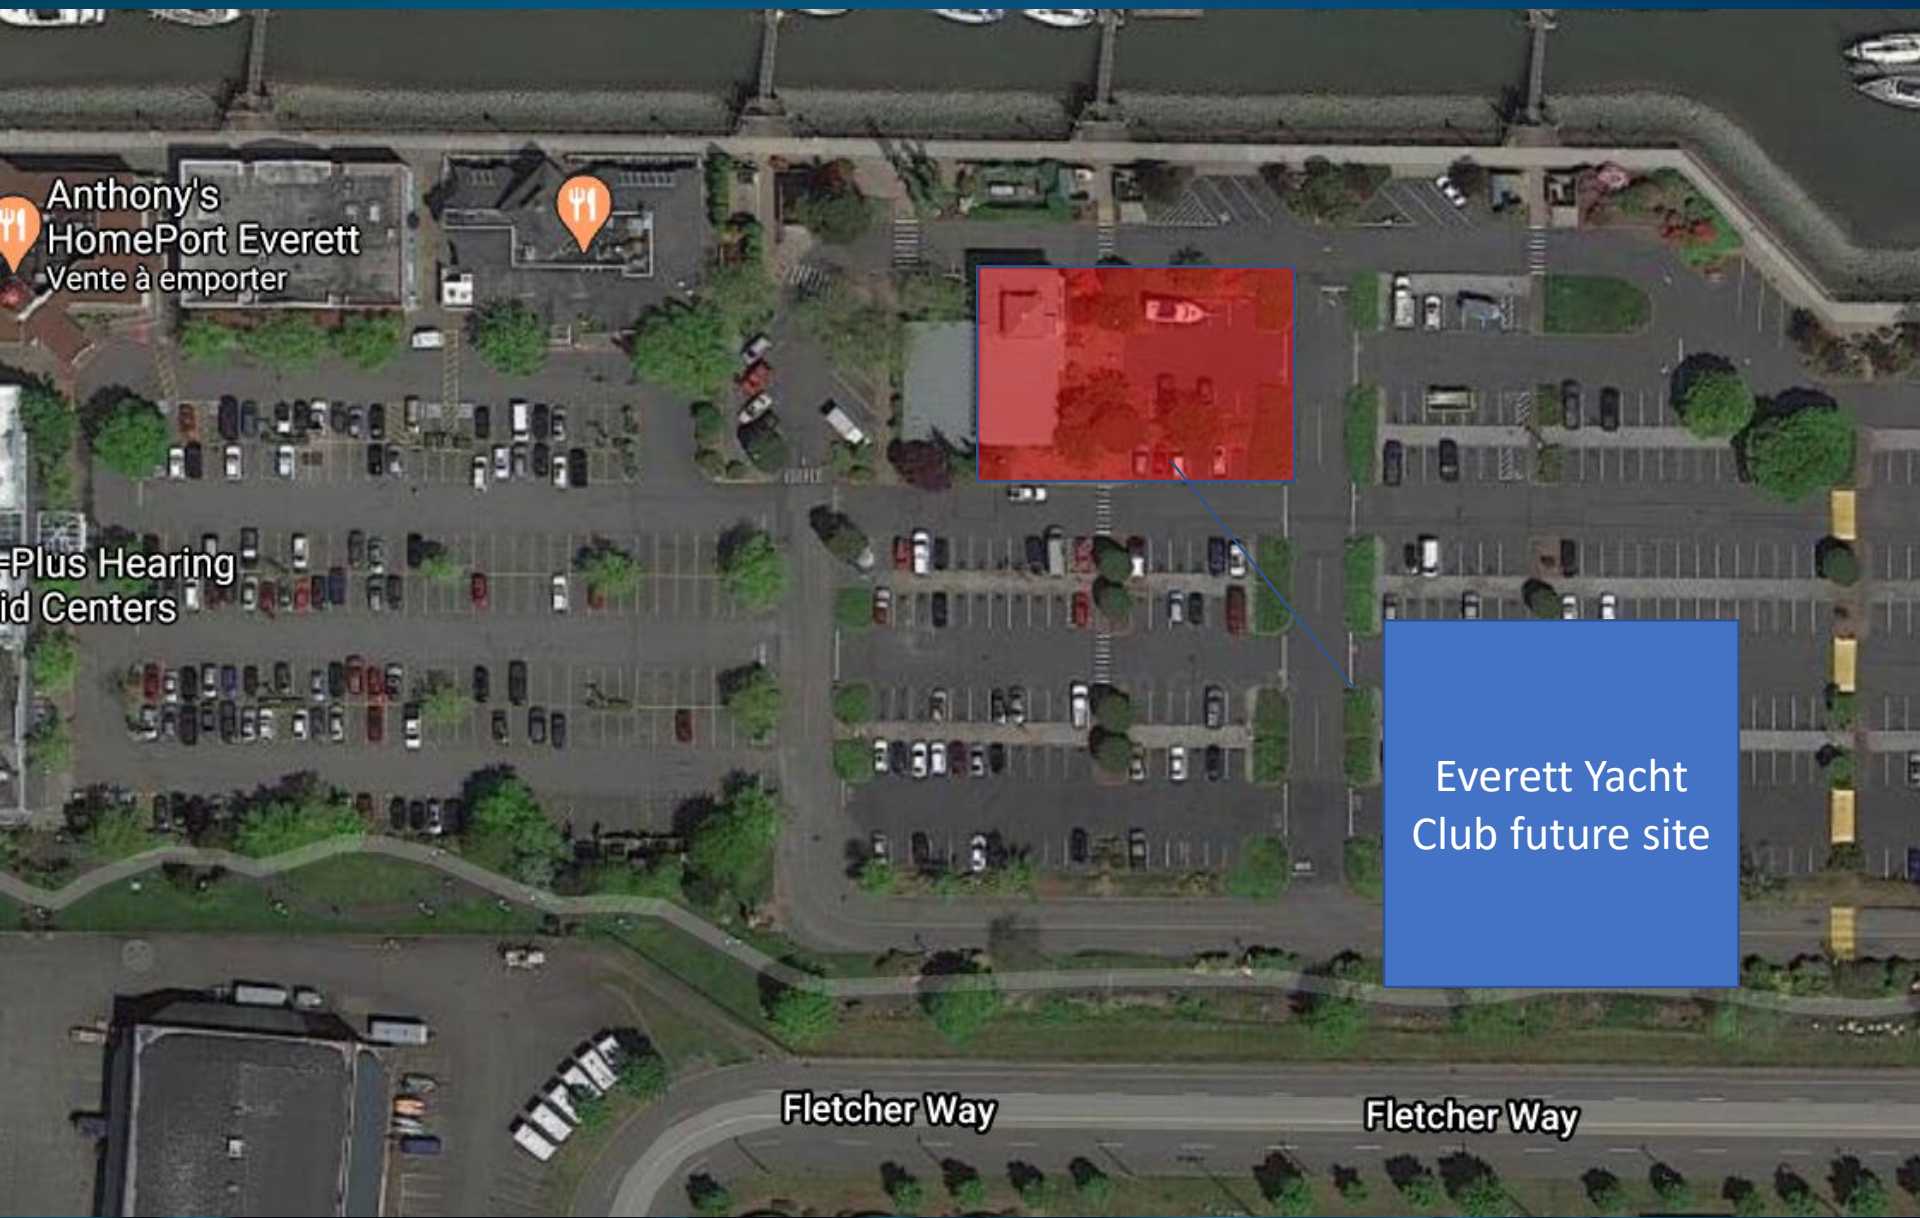 Anthony's
HomePort Everett
Vente à emporter
Plus Hearing
id Centers
Everett Yacht
Club future site
Fletcher Way
Fletcher Way